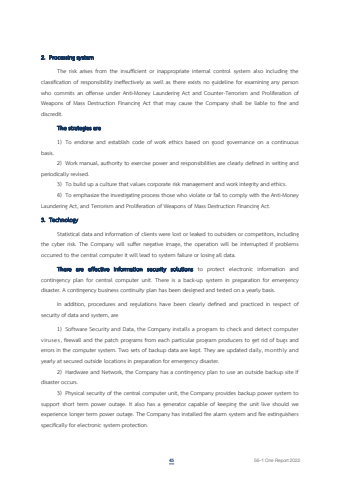 2. Processing system
The risk arises from the insufficient or inappropriate internal control system also including the
classification of responsibility ineffectively as well as there exists no guideline for examining any person
who commits an offense under Anti-Money Laundering Act and Counter-Terrorism and Proliferation of
Weapons of Mass Destruction Financing Act that may cause the Company shall be liable to fine and
discredit.
The strategies are
1) To endorse and establish code of work ethics based on good governance on a continuous
basis.
2) Work manual, authority to exercise power and responsibilities are clearly defined in writing and
periodically revised.
3) To build up a culture that values corporate risk management and work integrity and ethics.
4) To emphasize the investigating process those who violate or fail to comply with the Anti-Money
Laundering Act, and Terrorism and Proliferation of Weapons of Mass Destruction Financing Act.
3. Technology
Statistical data and information of clients were lost or leaked to outsiders or competitors, including
the cyber risk. The Company will suffer negative image, the operation will be interrupted if problems
occurred to the central computer it will lead to system failure or losing all data.
There are effective information security solutions to protect electronic information and
contingency plan for central computer unit. There is a back-up system in preparation for emergency
disaster. A contingency business continuity plan has been designed and tested on a yearly basis.
In addition, procedures and regulations have been clearly defined and practiced in respect of
security of data and system, are
1) Software Security and Data, the Company installs a program to check and detect computer
viruses, firewall and the patch programs from each particular program producers to get rid of bugs and
errors in the computer system. Two sets of backup data are kept. They are updated daily, monthly and
yearly at secured outside locations in preparation for emergency disaster.
2) Hardware and Network, the Company has a contingency plan to use an outside backup site if
disaster occurs.
3) Physical security of the central computer unit, the Company provides backup power system to
support short term power outage. It also has a generator capable of keeping the unit live should we
experience longer term power outage. The Company has installed fire alarm system and fire extinguishers
specifically for electronic system protection.
45
56-1 One Report 2022